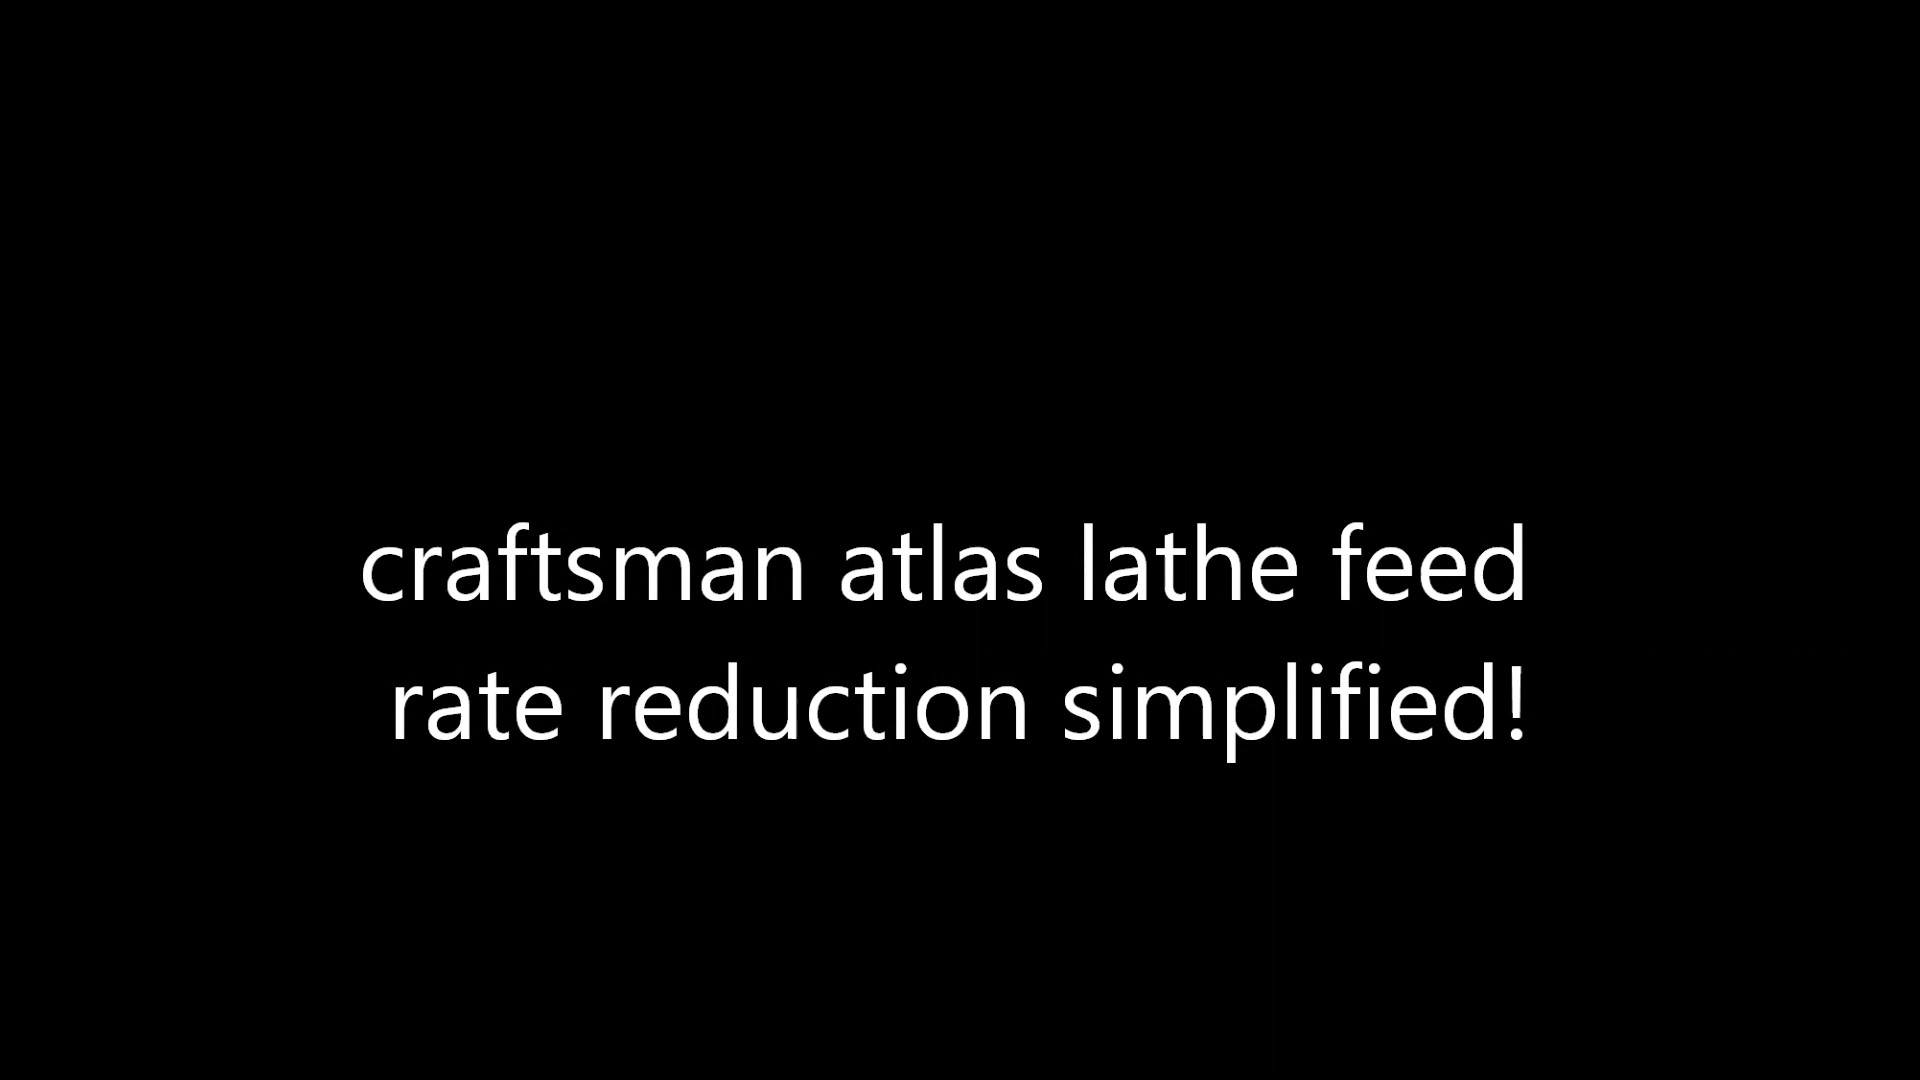 craftsman atlas lathe feed
rate reduction simplified!